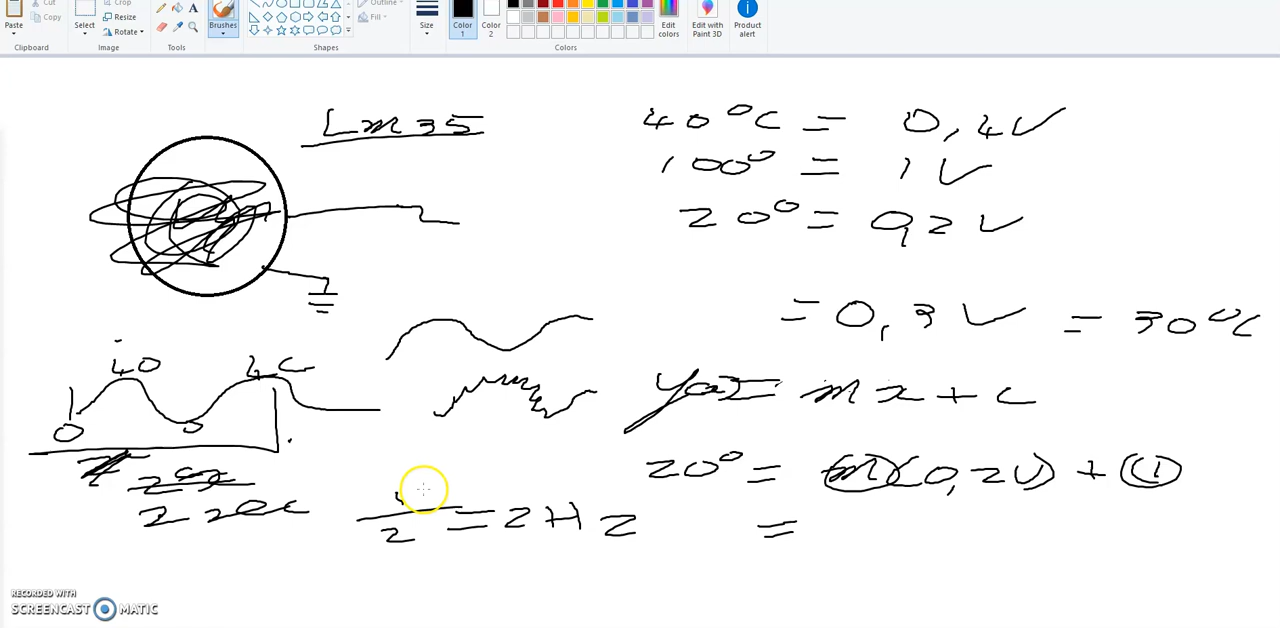 Cut
Crop
Outline
Paste
Copy
Select
Resize
Rotate
Brushes
Fill
Size
Color 1
Color 2
Edit colors
Edit with Paint 3D
Product alert
Clipboard
Image
Tools
Shapes
Colors
LM35
40°C = 0,4V
100° = 1V
20° = 0,2V
= 0,3V = 30°C
y = mx + c
40
0
0
2 sec
2 = 2HZ
20° = (m)(0,2V) +
=
RECORDED WITH
SCREENCAST MATIC